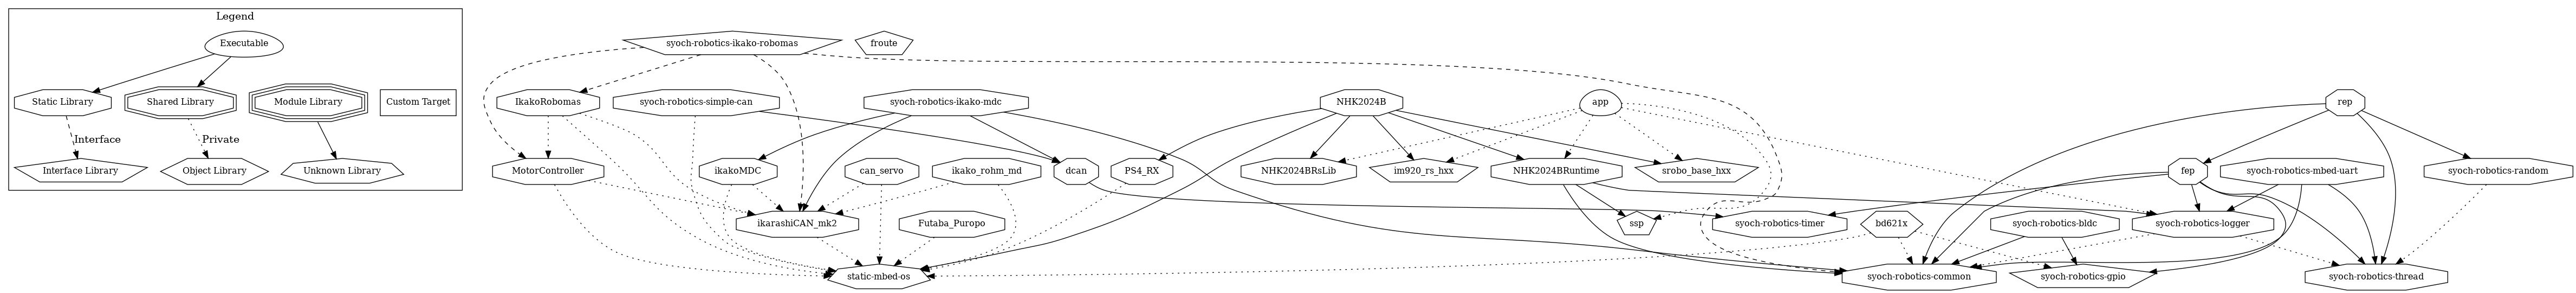 Legend
Executable
Static Library
Shared Library
Module Library
Custom Target
Interface
Private
Interface Library
Object Library
Unknown Library
syoch-robotics-ikako-robomas
froute
IkakoRobomas
syoch-robotics-simple-can
syoch-robotics-ikako-mdc
NHK2024B
app
rep
MotorController
ikakoMDC
can_servo
ikako_rohm_md
dcan
PS4_RX
NHK2024BRsLib
im920_rs_hxx
NHK2024BRuntime
srobo_base_hxx
fep
syoch-robotics-mbed-uart
syoch-robotics-random
ikarashiCAN_mk2
Futaba_Puropo
ssp
syoch-robotics-timer
bd621x
syoch-robotics-bldc
syoch-robotics-logger
static-mbed-os
syoch-robotics-common
syoch-robotics-gpio
syoch-robotics-thread